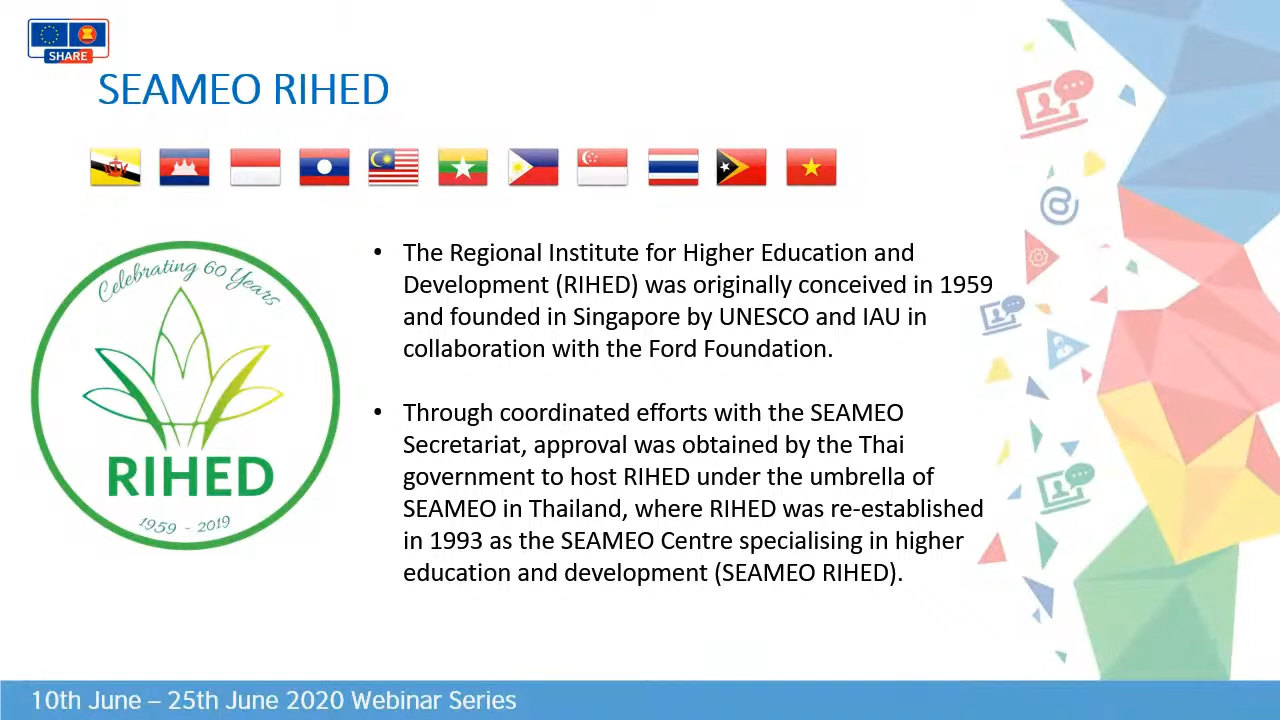 SHARE
SEAMEO RIHED
Celebrating 60 Years
RIHED
1959 - 2019
• The Regional Institute for Higher Education and
Development (RIHED) was originally conceived in 1959
and founded in Singapore by UNESCO and IAU in
collaboration with the Ford Foundation.
• Through coordinated efforts with the SEAMEO
Secretariat, approval was obtained by the Thai
government to host RIHED under the umbrella of
SEAMEO in Thailand, where RIHED was re-established
in 1993 as the SEAMEO Centre specialising in higher
education and development (SEAMEO RIHED).
@
10th June – 25th June 2020 Webinar Series